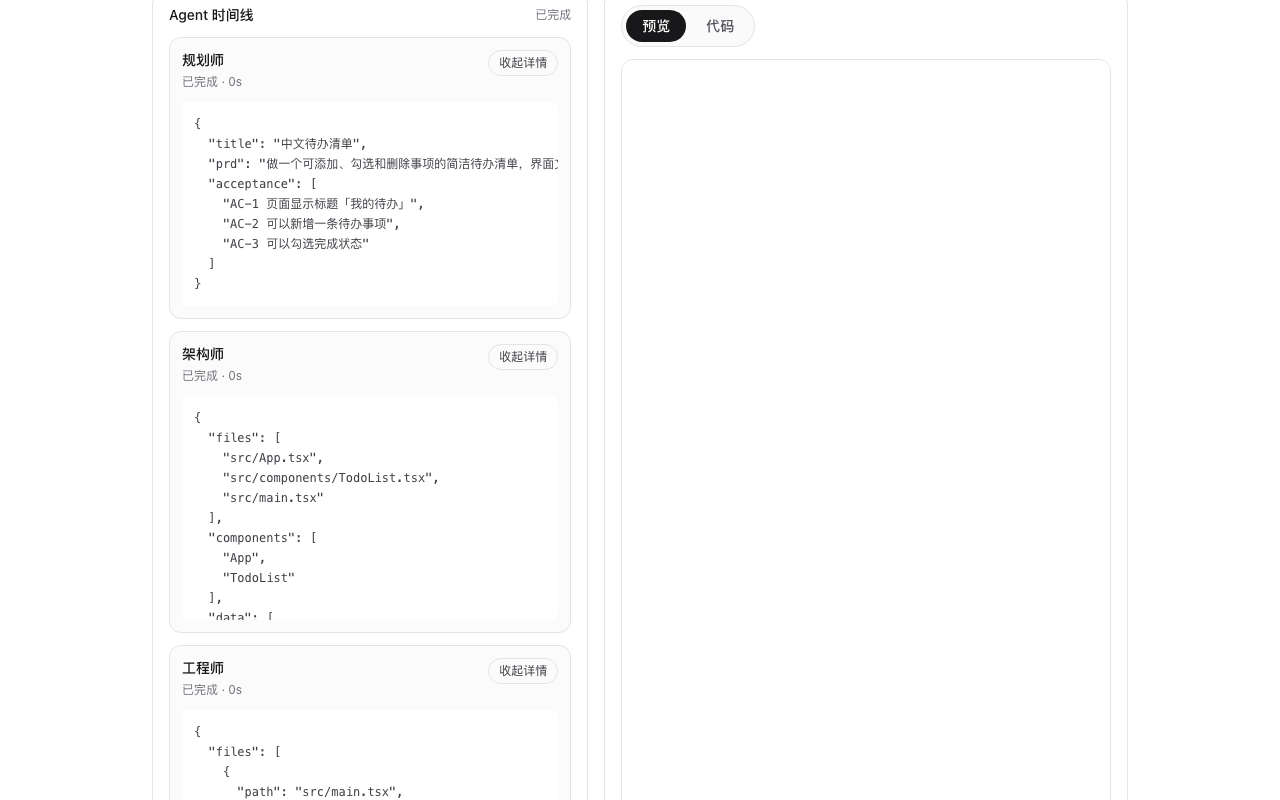 Agent 时间线
已完成
规划师
收起详情
已完成 · 0s
{
"title": "中文待办清单",
"prd": "做一个可添加、勾选和删除事项的简洁待办清单，界面
"acceptance": [
"AC-1 页面显示标题「我的待办」",
"AC-2 可以新增一条待办事项",
"AC-3 可以勾选完成状态"
]
}
架构师
收起详情
已完成 · 0s
{
"files": [
"src/App.tsx",
"src/components/TodoList.tsx",
"src/main.tsx"
],
"components": [
"App",
"TodoList"
],
"data": [
工程师
收起详情
已完成 · 0s
{
"files": [
{
"path": "src/main.tsx",
预览
代码